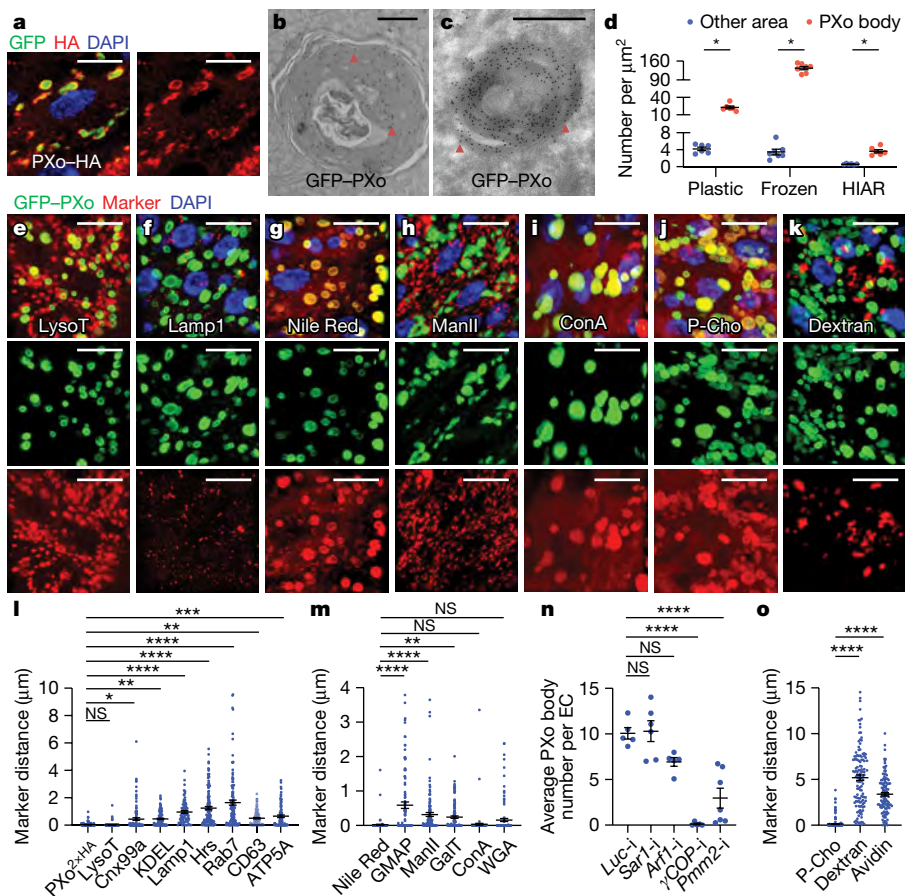 a
GFP HA DAPI
PXo–HA
b
GFP–PXo
c
GFP–PXo
d
Other area
PXo body
Number per μm²
160
100
40
10
8
4
0
*
*
*
Plastic
Frozen
HIAR
GFP–PXo Marker DAPI
e
f
g
h
i
j
k
LysoT
Lamp1
Nile Red
ManII
ConA
P-Cho
Dextran
l
***
**
****
****
****
**
*
NS
Marker distance (μm)
10
8
6
4
2
0
PXo²ˣᴴᴬ
LysoT
Cnx99a
KDEL
Lamp1
Hrs
Rab7
CD63
ATP5A
m
NS
NS
**
****
****
Marker distance (μm)
4
3
2
1
0
Nile Red
GMAP
ManII
GalT
ConA
WGA
n
****
****
NS
NS
Average PXo body
number per EC
15
10
5
0
Luc-i
Sar1-i
Arf1-i
γCOP-i
Pmm2-i
o
****
****
Marker distance (μm)
15
10
5
0
P-Cho
Dextran
Avidin